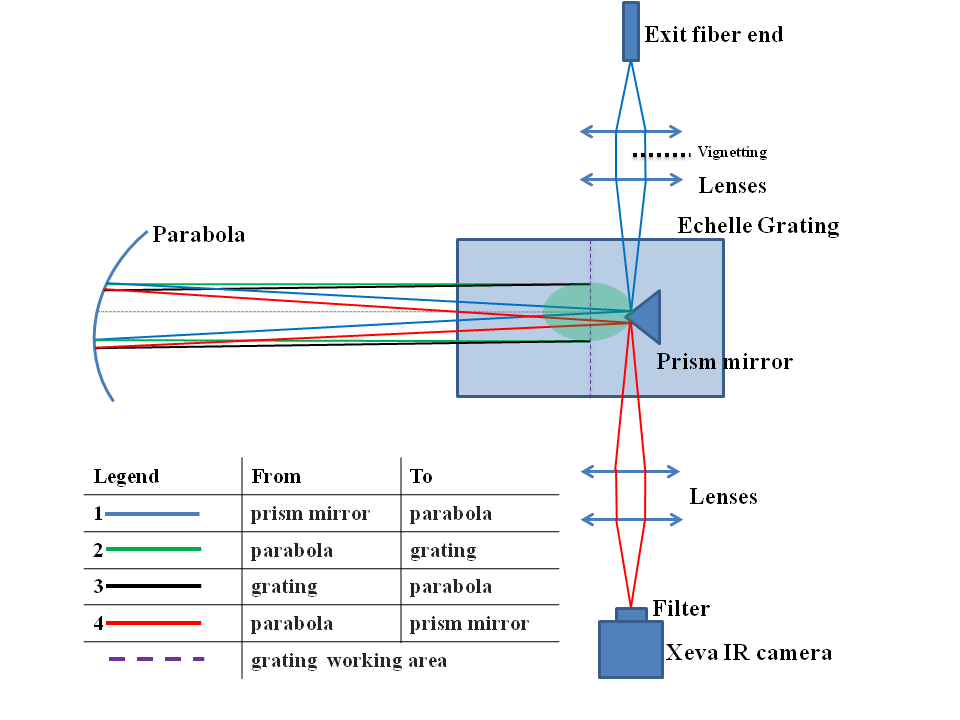 Exit fiber end
Vignetting
Lenses
Echelle Grating
Parabola
Prism mirror
Legend From To
1 prism mirror parabola
2 parabola grating
3 grating parabola
4 parabola prism mirror
grating working area
Lenses
Filter
Xeva IR camera